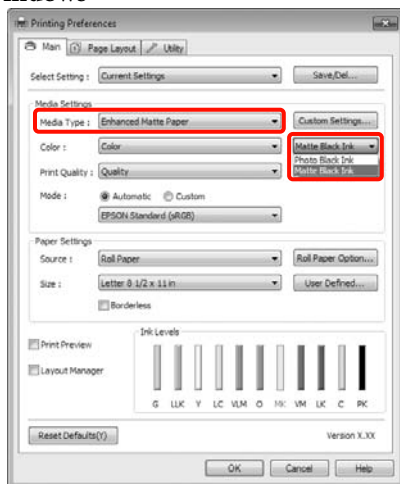 Printing Preferences
Main Page Layout Utility
Select Setting : Current Settings Save/Del...
Media Settings
Media Type : Enhanced Matte Paper Custom Settings...
Color : Color Matte Black Ink
Photo Black Ink
Matte Black Ink
Print Quality : Quality
Mode : Automatic Custom
EPSON Standard (sRGB)
Paper Settings
Source : Roll Paper Roll Paper Option...
Size : Letter 8 1/2 x 11 in User Defined...
Borderless
Ink Levels
Print Preview
Layout Manager
G LLK Y LC VLM O MK VM LK C PK
Reset Defaults(Y) Version X.XX
OK Cancel Help